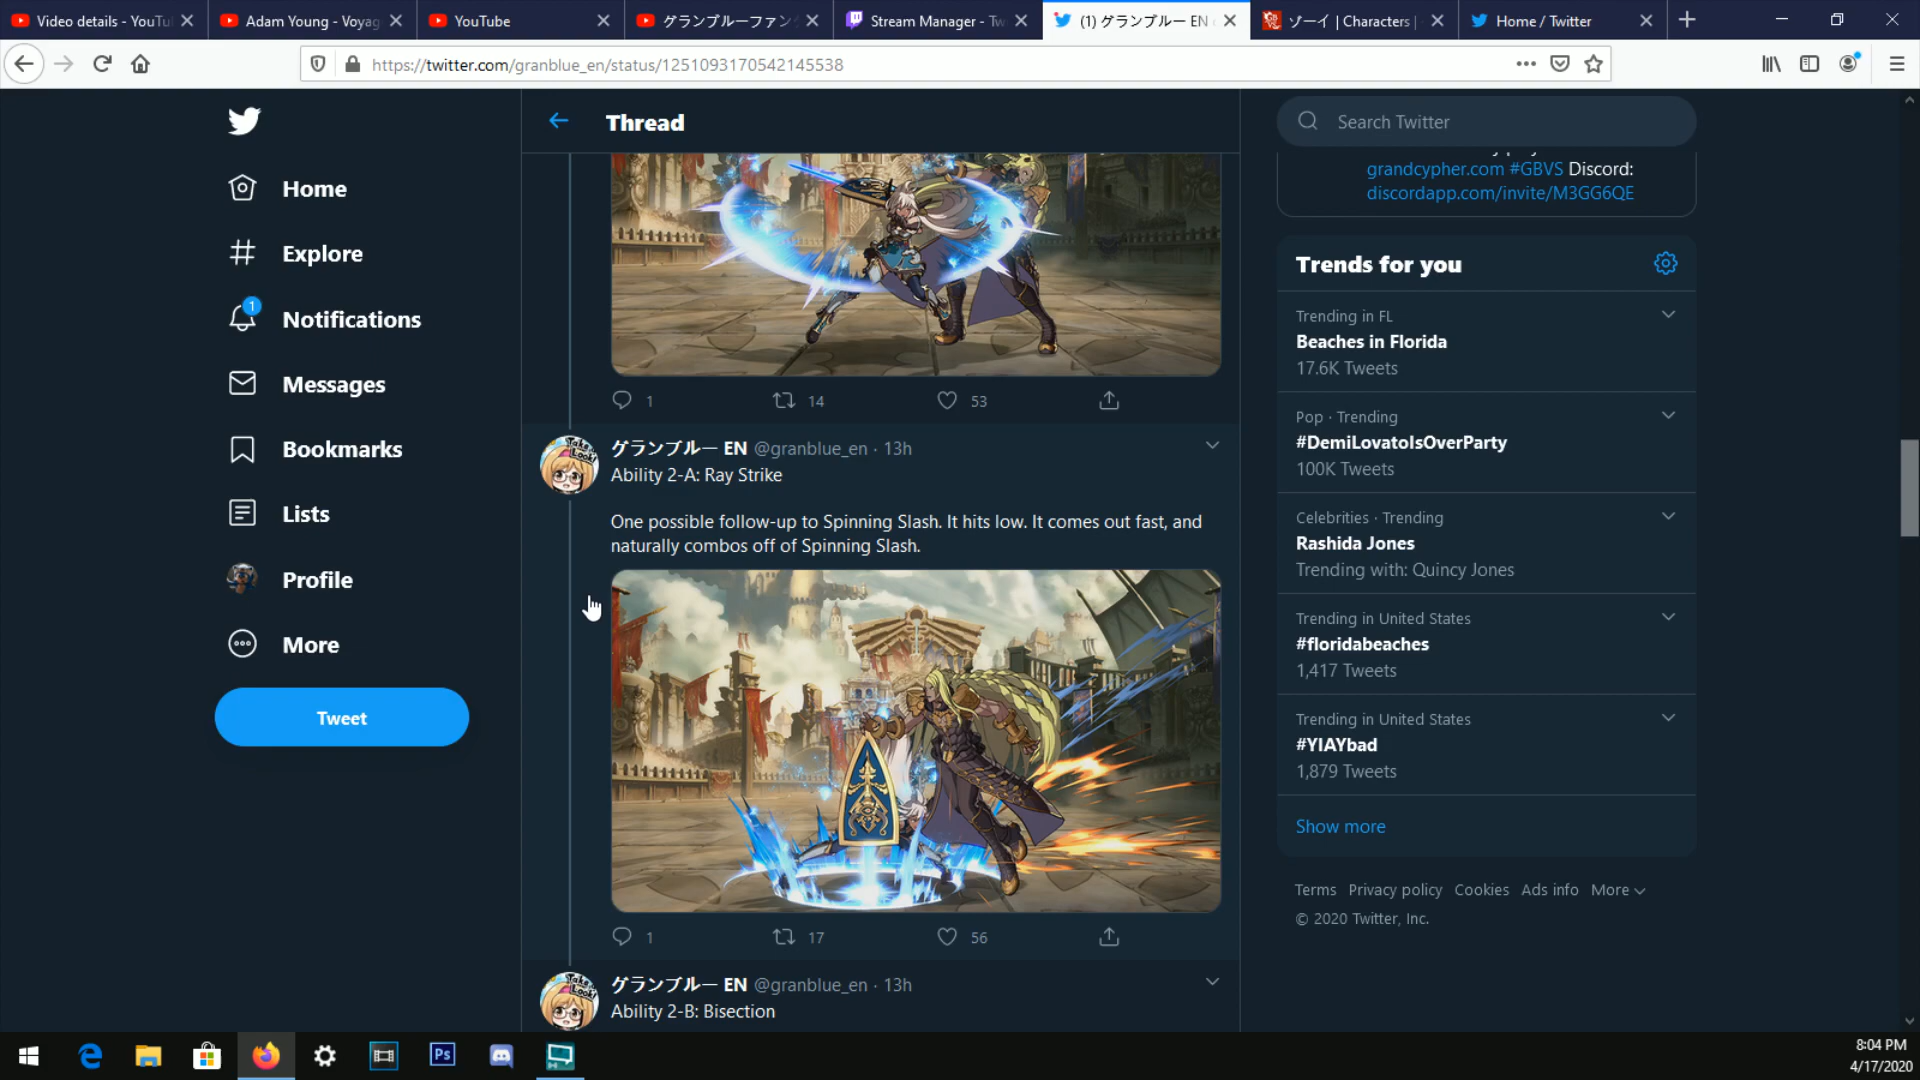 Video details - YouTu
Adam Young - Voyag
YouTube
グランブルーファン
Stream Manager - Tw
(1) グランブルー EN
ゾーイ | Characters |
Home / Twitter
https://twitter.com/granblue_en/status/1251093170542145538
Home
Explore
1
Notifications
Messages
Bookmarks
Lists
Profile
More
Tweet
Thread
1
14
53
グランブルー EN @granblue_en · 13h
Ability 2-A: Ray Strike
One possible follow-up to Spinning Slash. It hits low. It comes out fast, and
naturally combos off of Spinning Slash.
1
17
56
グランブルー EN @granblue_en · 13h
Ability 2-B: Bisection
Search Twitter
grandcypher.com #GBVS Discord:
discordapp.com/invite/M3GG6QE
Trends for you
Trending in FL
Beaches in Florida
17.6K Tweets
Pop · Trending
#DemiLovatoIsOverParty
100K Tweets
Celebrities · Trending
Rashida Jones
Trending with: Quincy Jones
Trending in United States
#floridabeaches
1,417 Tweets
Trending in United States
#YIAYbad
1,879 Tweets
Show more
Terms Privacy policy Cookies Ads info More
© 2020 Twitter, Inc.
Ps
8:04 PM
4/17/2020